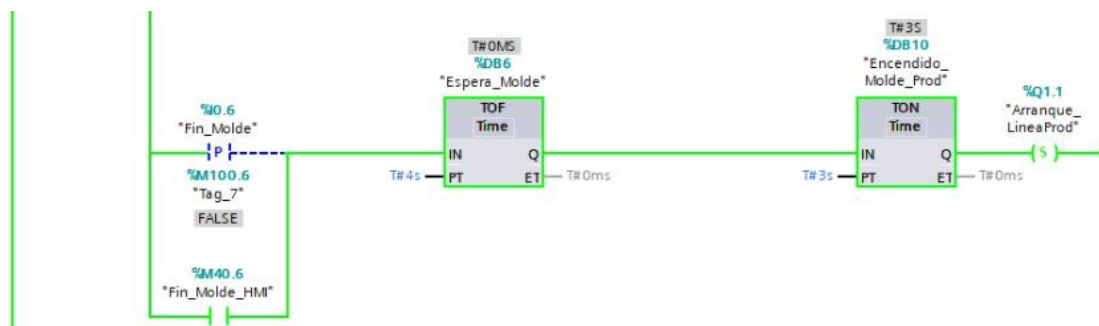 T#0MS
%DB6
"Espera_Molde"
TOF
Time
IN Q
T#4s PT ET T#0ms
T#3S
%DB10
"Encendido_
Molde_Prod"
TON
Time
IN Q
T#3s PT ET T#0ms
%Q1.1
"Arranque_
LineaProd"
S
%I0.6
"Fin_Molde"
P
%M100.6
"Tag_7"
FALSE
%M40.6
"Fin_Molde_HMI"